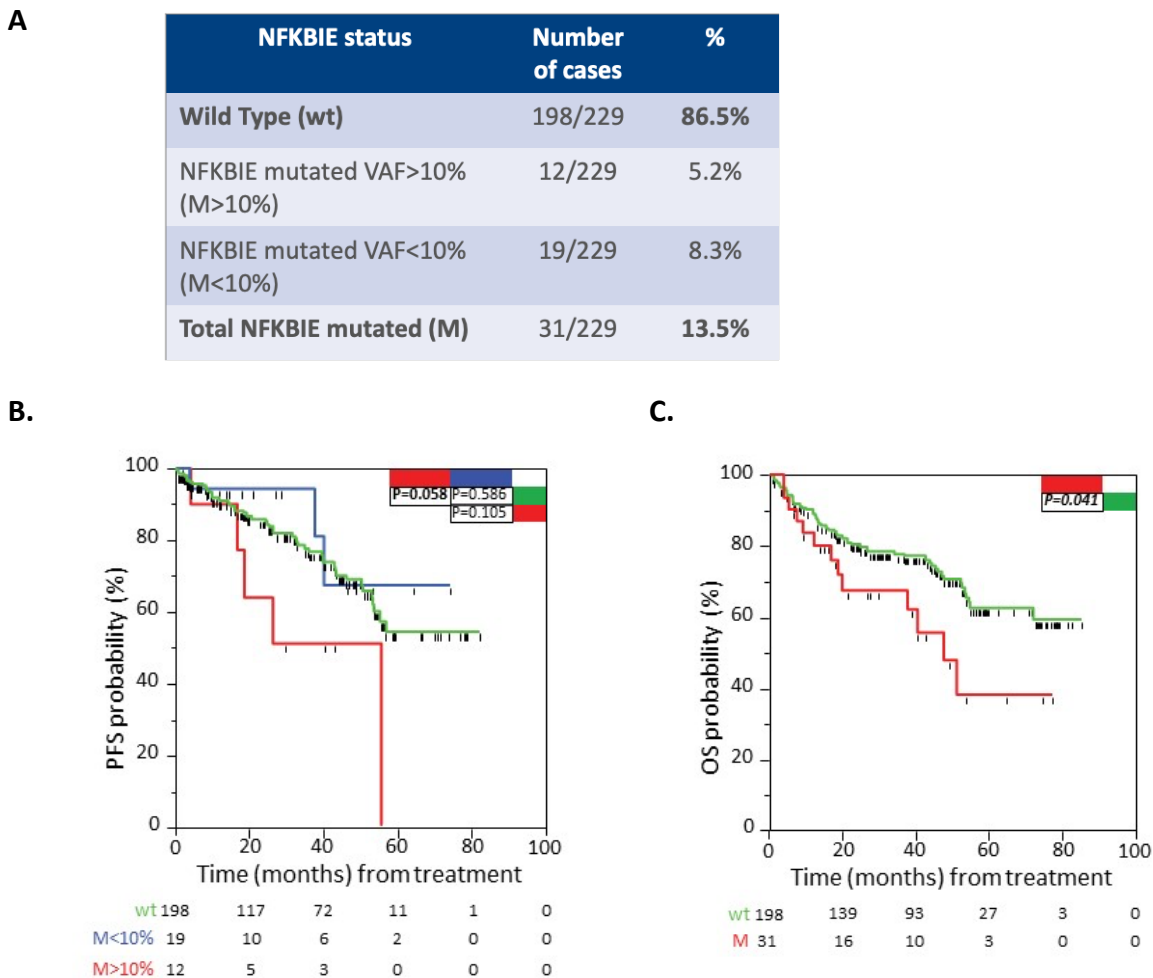 A
NFKBIE status Number of cases %
Wild Type (wt) 198/229 86.5%
NFKBIE mutated VAF>10% (M>10%) 12/229 5.2%
NFKBIE mutated VAF<10% (M<10%) 19/229 8.3%
Total NFKBIE mutated (M) 31/229 13.5%
B.
PFS probability (%)
100
80
60
40
20
0
P=0.058 P=0.586
P=0.105
0 20 40 60 80 100
Time (months) from treatment
wt 198 117 72 11 1 0
M<10% 19 10 6 2 0 0
M>10% 12 5 3 0 0 0
C.
OS probability (%)
100
80
60
40
20
0
P=0.041
0 20 40 60 80 100
Time (months) from treatment
wt 198 139 93 27 3 0
M 31 16 10 3 0 0